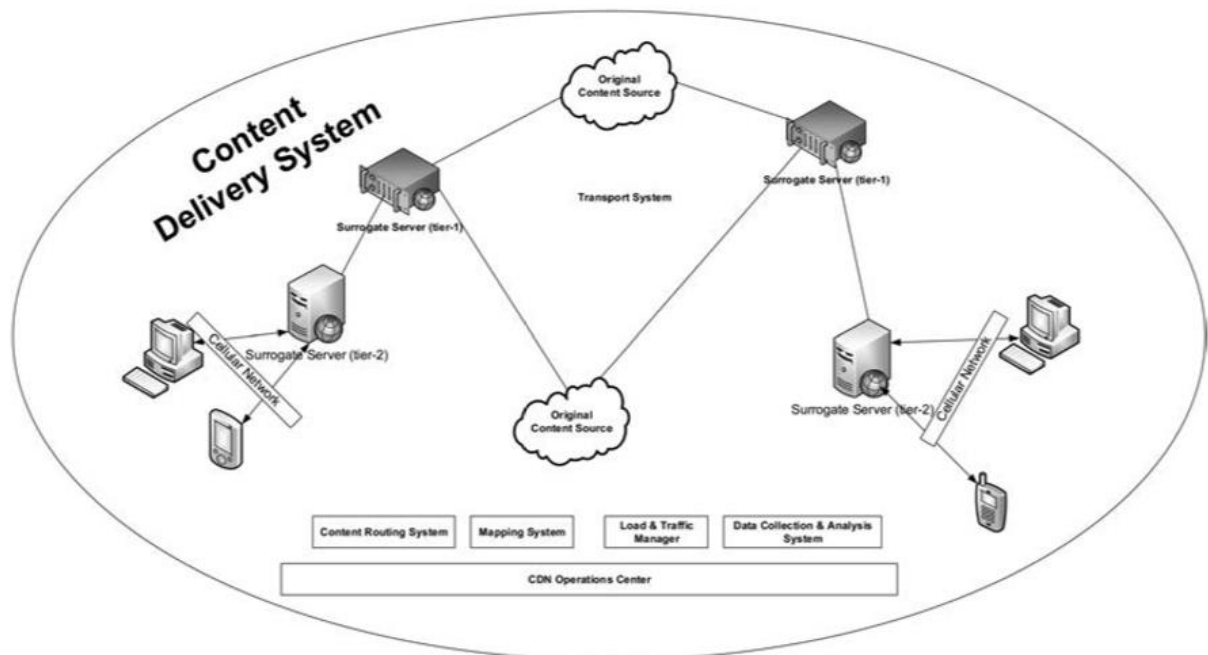 Content
Delivery System
Original
Content Source
Surrogate Server (tier-1)
Surrogate Server (tier-1)
Transport System
Surrogate Server (tier-2)
Cellular Network
Surrogate Server (tier-2)
Cellular Network
Original
Content Source
Content Routing System
Mapping System
Load & Traffic
Manager
Data Collection & Analysis
System
CDN Operations Center